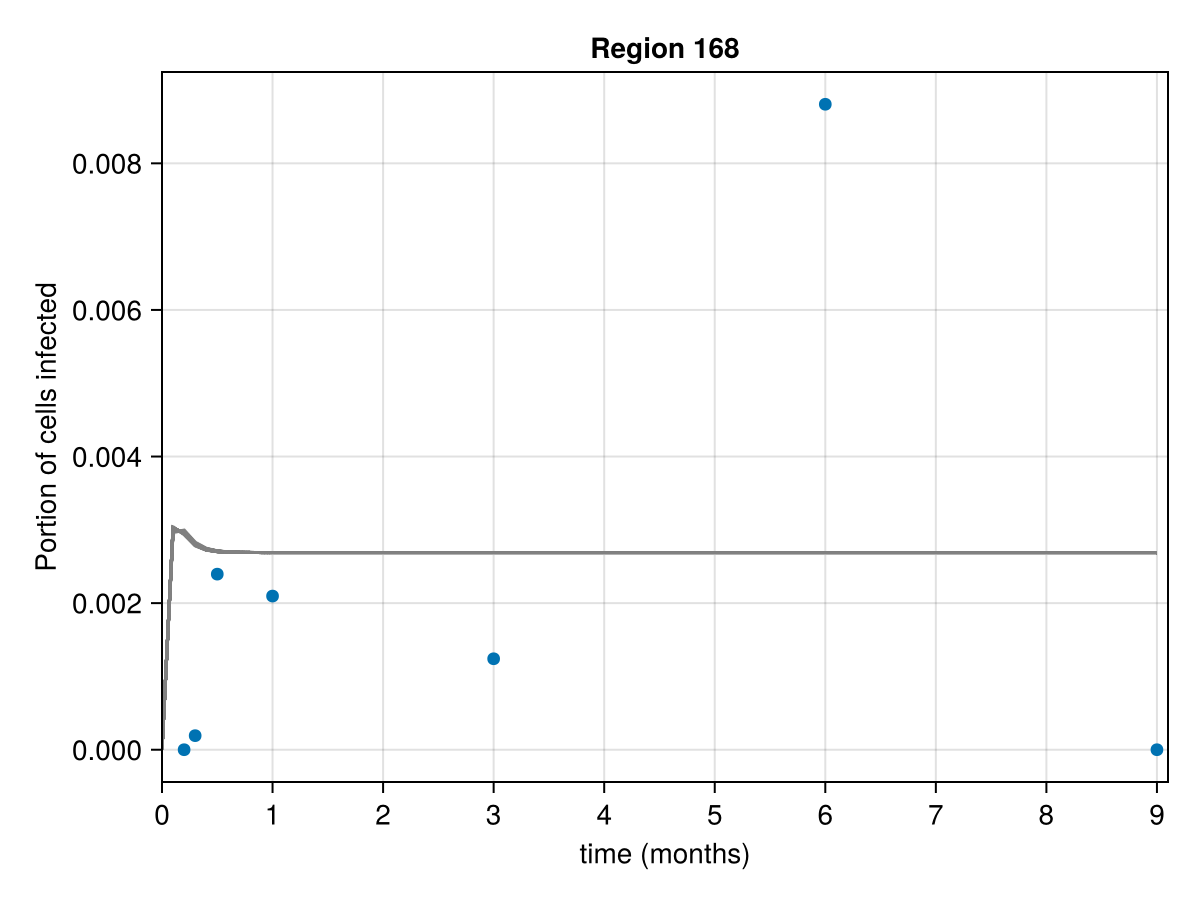 Region 168
Portion of cells infected
0.008
0.006
0.004
0.002
0.000
0 1 2 3 4 5 6 7 8 9
time (months)